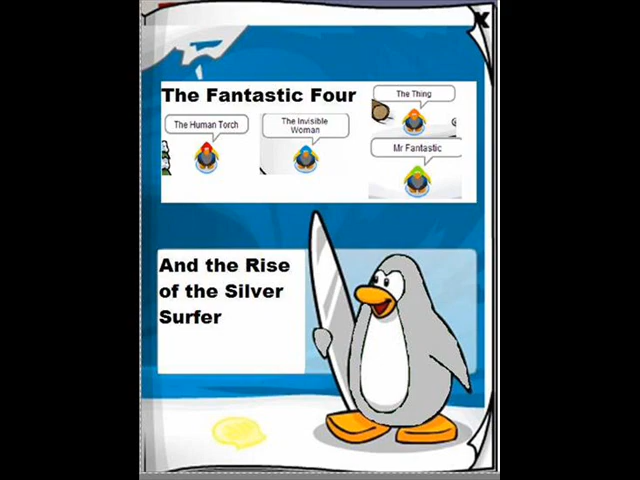 X
The Fantastic Four
The Thing
The Human Torch
The Invisible
Woman
Mr Fantastic
And the Rise
of the Silver
Surfer